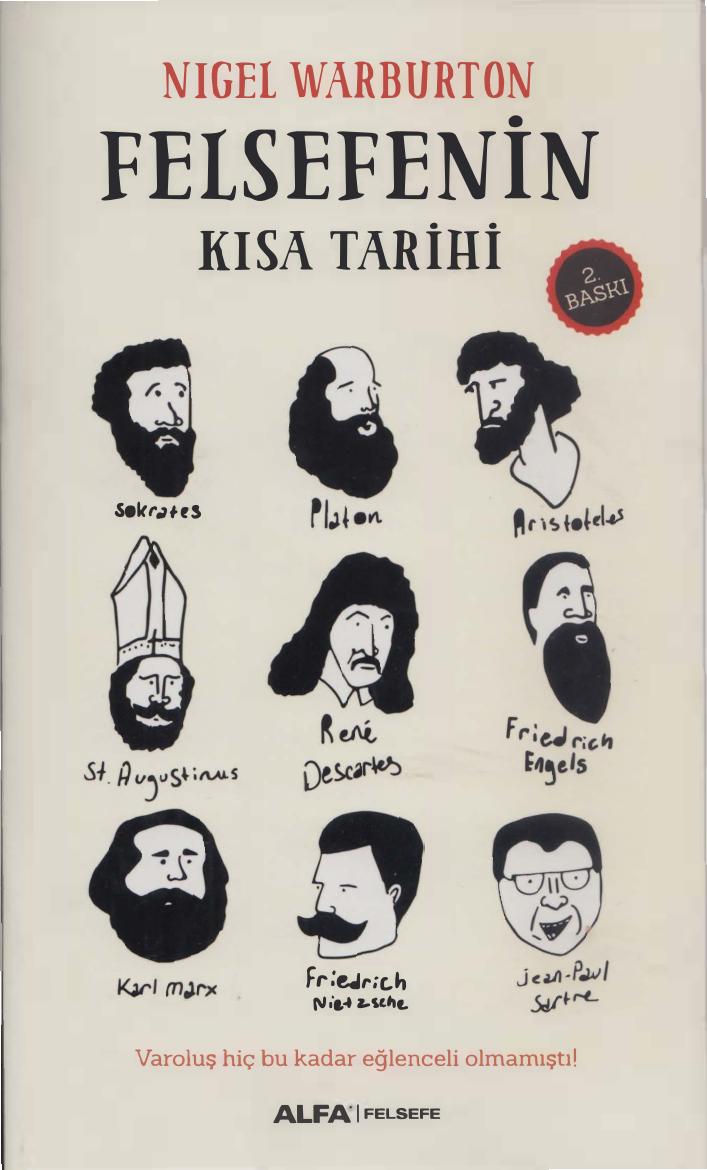 NIGEL WARBURTON
FELSEFENİN
KISA TARİHİ
2.
BASKI
Sokrates
Platon
Aristoteles
St. Augustinus
René
Descartes
Friedrich
Engels
Karl Marx
Friedrich
Nietzsche
Jean-Paul
Sartre
Varoluş hiç bu kadar eğlenceli olmamıştı!
ALFA | FELSEFE